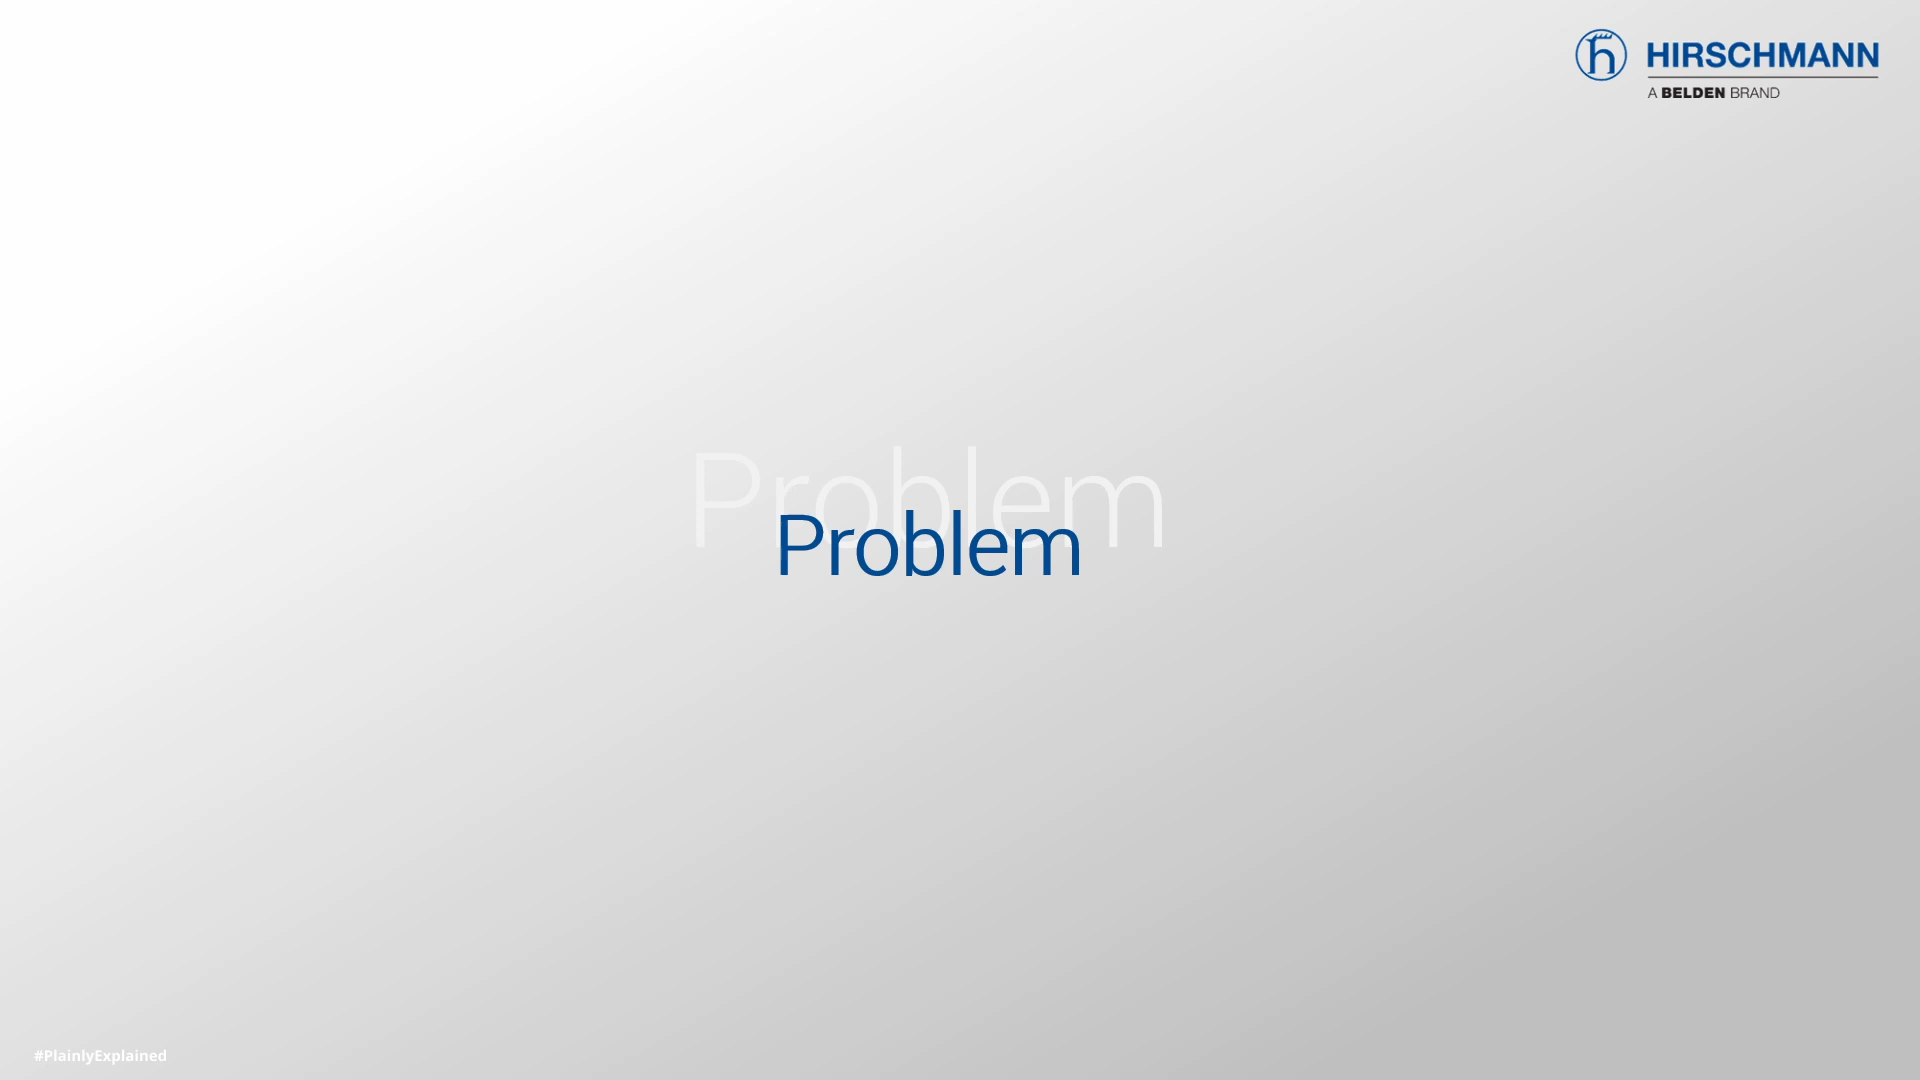 HIRSCHMANN
A BELDEN BRAND
Problem
Problem
#PlainlyExplained